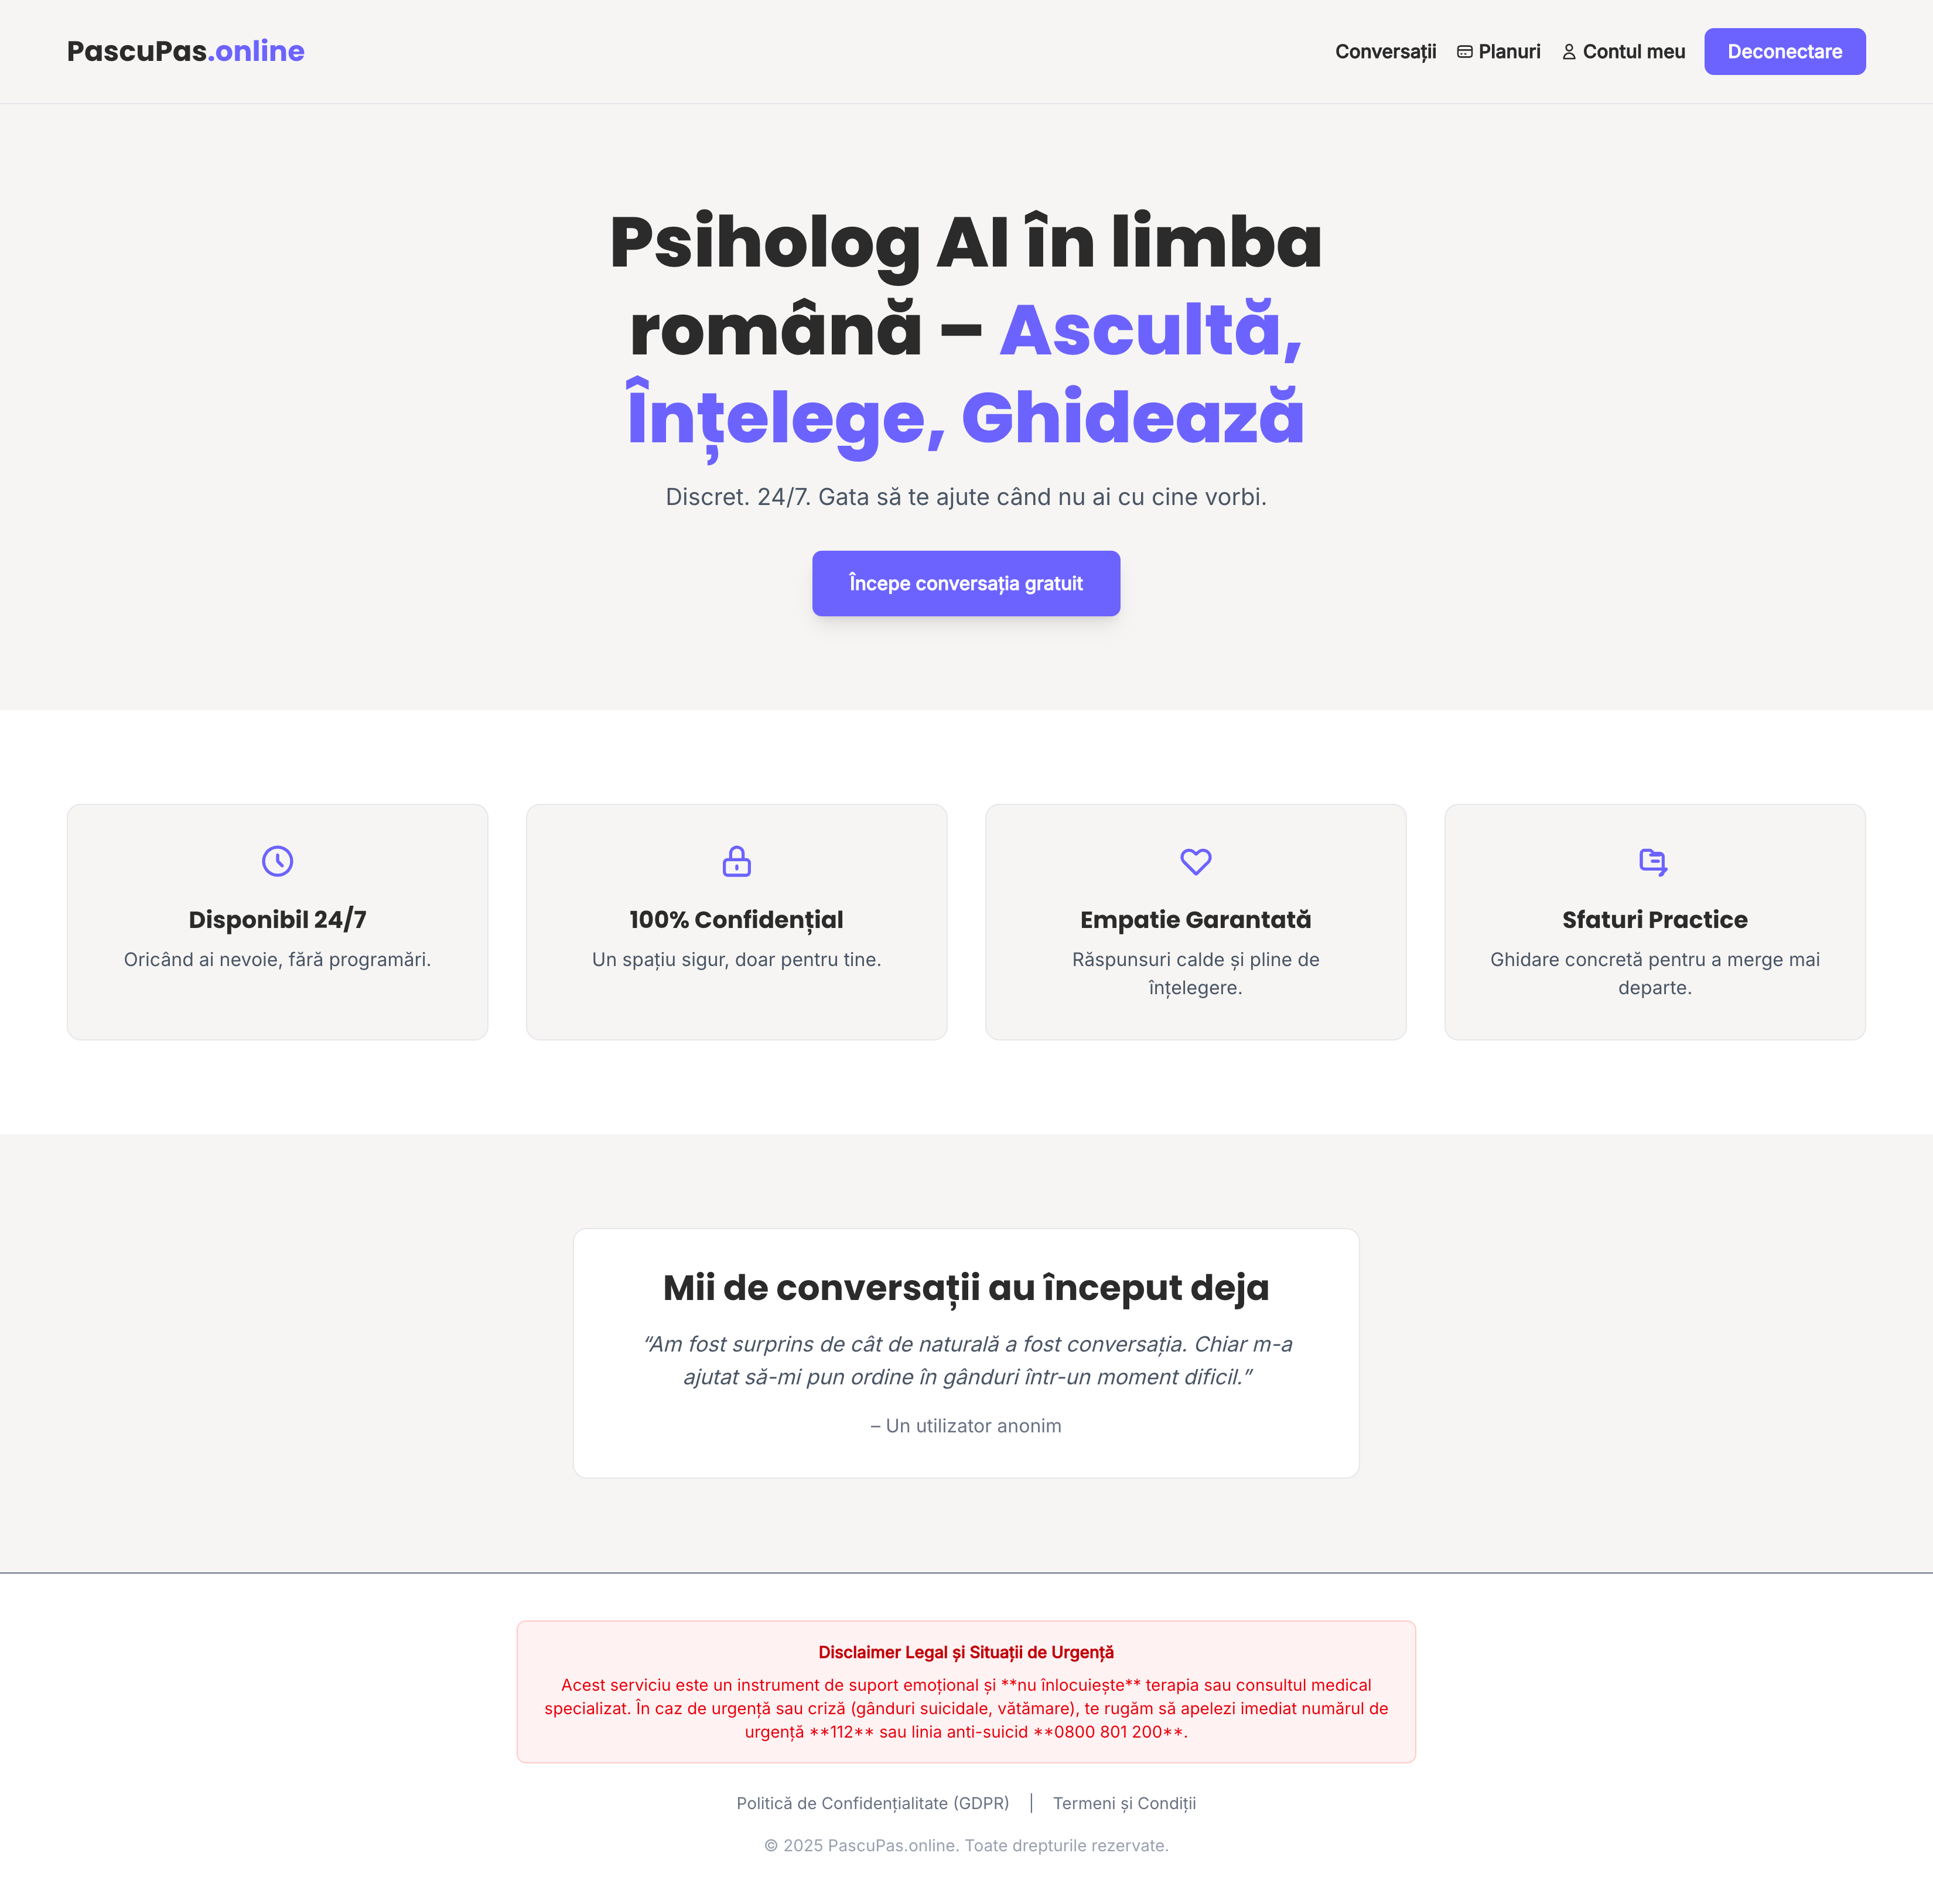 PascuPas.online
Conversații
Planuri
Contul meu
Deconectare
Psiholog AI în limba
română – Ascultă,
Înțelege, Ghidează
Discret. 24/7. Gata să te ajute când nu ai cu cine vorbi.
Începe conversația gratuit
Disponibil 24/7
Oricând ai nevoie, fără programări.
100% Confidențial
Un spațiu sigur, doar pentru tine.
Empatie Garantată
Răspunsuri calde și pline de
înțelegere.
Sfaturi Practice
Ghidare concretă pentru a merge mai
departe.
Mii de conversații au început deja
“Am fost surprins de cât de naturală a fost conversația. Chiar m-a
ajutat să-mi pun ordine în gânduri într-un moment dificil.”
– Un utilizator anonim
Disclaimer Legal și Situații de Urgență
Acest serviciu este un instrument de suport emoțional și **nu înlocuiește** terapia sau consultul medical
specializat. În caz de urgență sau criză (gânduri suicidale, vătămare), te rugăm să apelezi imediat numărul de
urgență **112** sau linia anti-suicid **0800 801 200**.
Politică de Confidențialitate (GDPR) | Termeni și Condiții
© 2025 PascuPas.online. Toate drepturile rezervate.